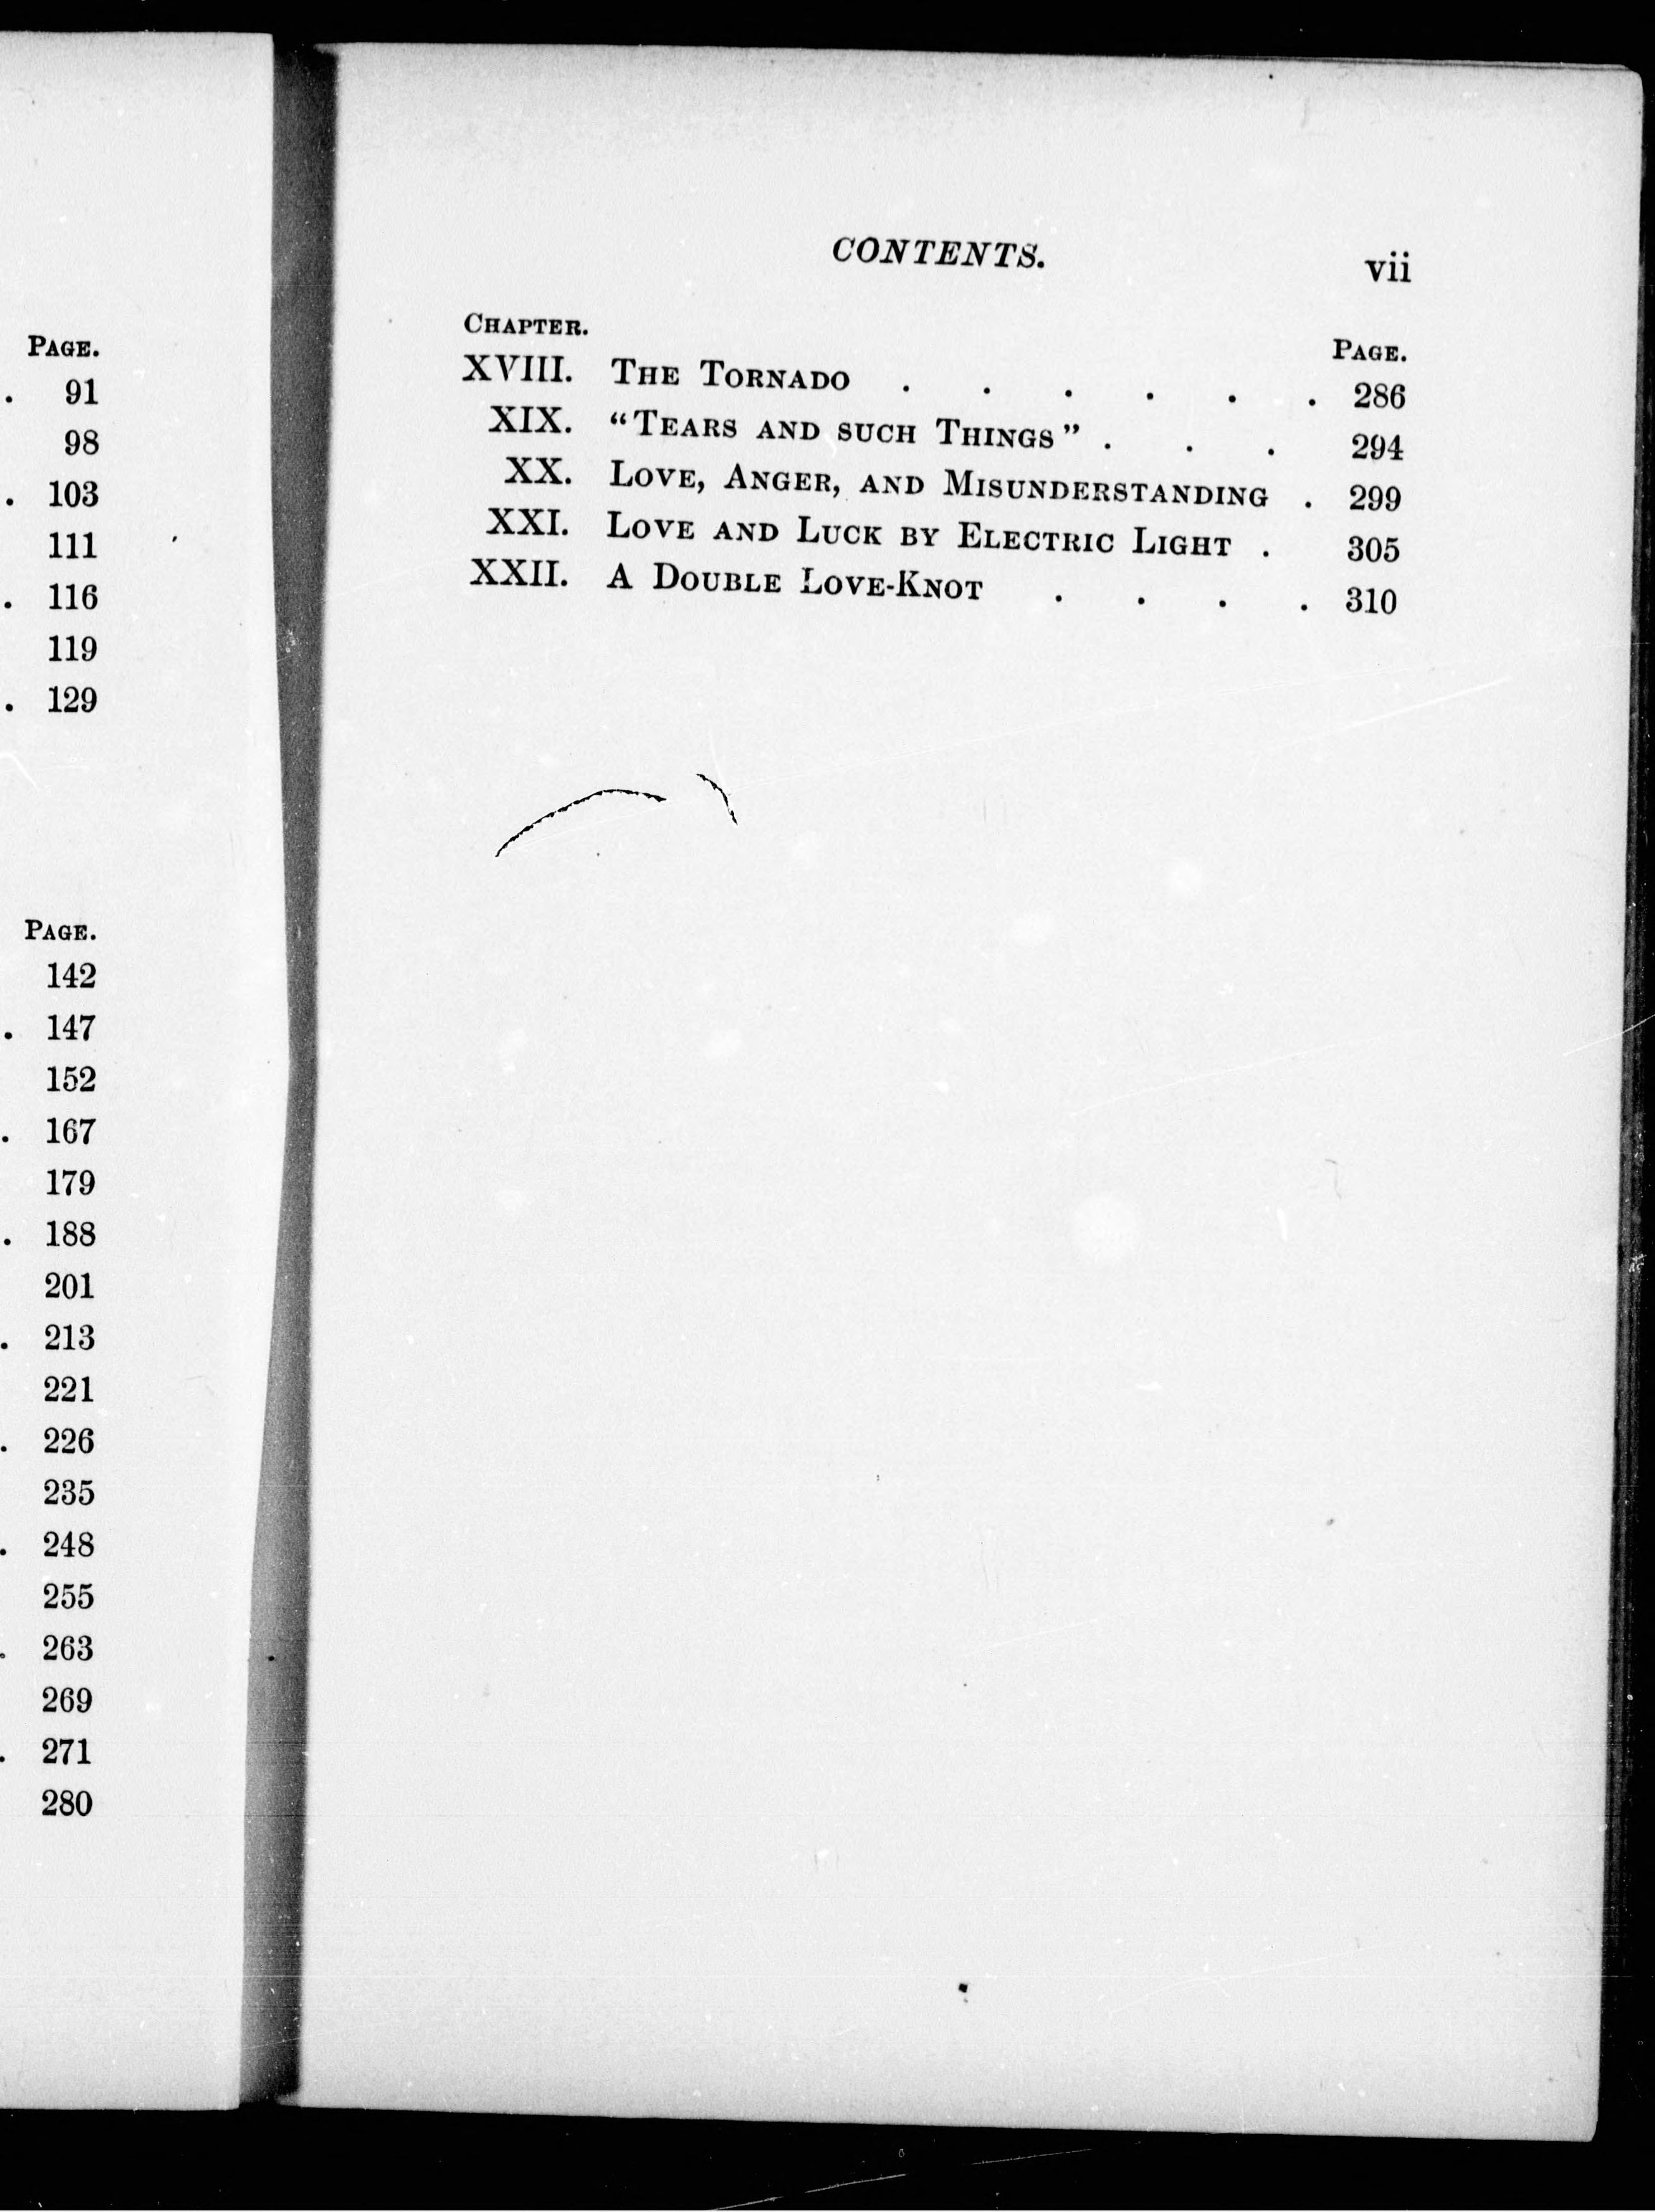 PAGE.
. 91
98
. 103
111
. 116
119
. 129
PAGE.
142
. 147
152
. 167
179
. 188
201
. 213
221
. 226
235
. 248
255
. 263
269
. 271
280
CONTENTS. vii
CHAPTER. PAGE.
XVIII. THE TORNADO . . . . . . 286
XIX. “TEARS AND SUCH THINGS” . . . 294
XX. LOVE, ANGER, AND MISUNDERSTANDING . 299
XXI. LOVE AND LUCK BY ELECTRIC LIGHT . 305
XXII. A DOUBLE LOVE-KNOT . . . . 310